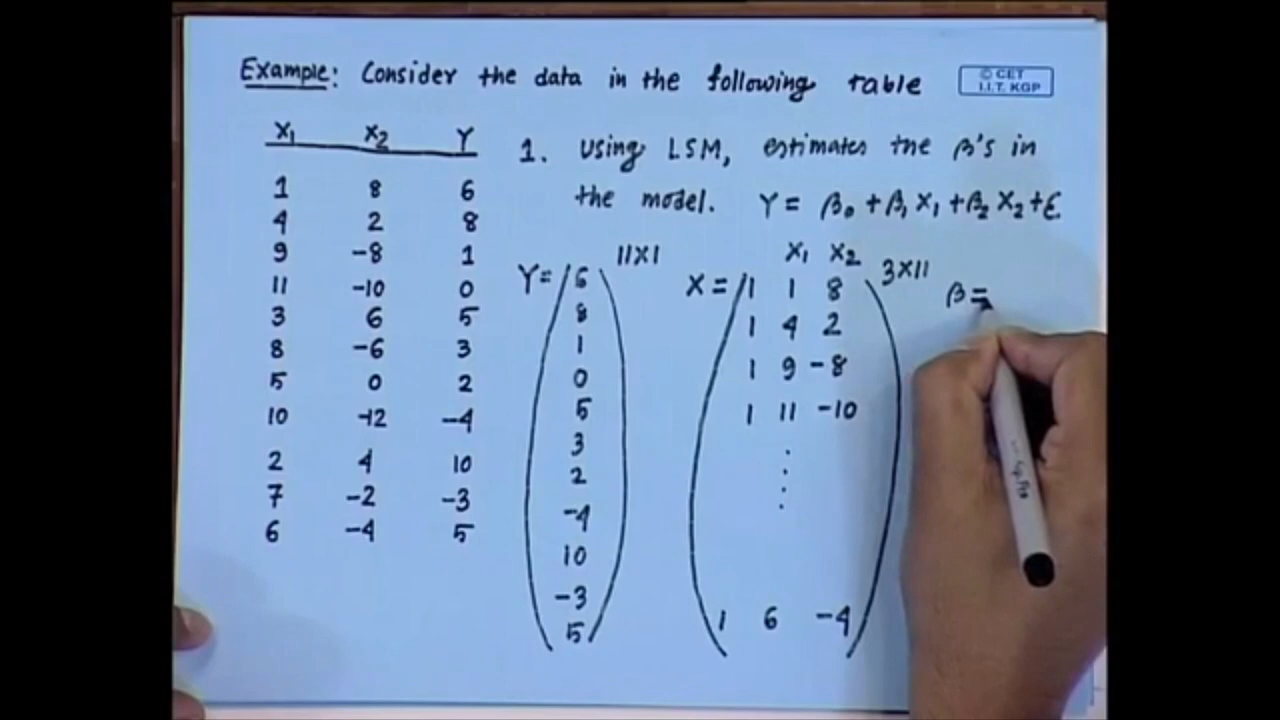 Example: Consider the data in the following table
© CET
I.I.T. KGP
X1 X2 Y
1 8 6
4 2 8
9 -8 1
11 -10 0
3 6 5
8 -6 3
5 0 2
10 -12 -4
2 4 10
7 -2 -3
6 -4 5
1. Using LSM, estimates the β's in
the model. Y = β0 + β1 X1 + β2 X2 + ε
Y = 11X1
6
8
1
0
5
3
2
-4
10
-3
5
X1 X2
X = 3X11
1 1 8
1 4 2
1 9 -8
1 11 -10
.
.
.
.
1 6 -4
β =